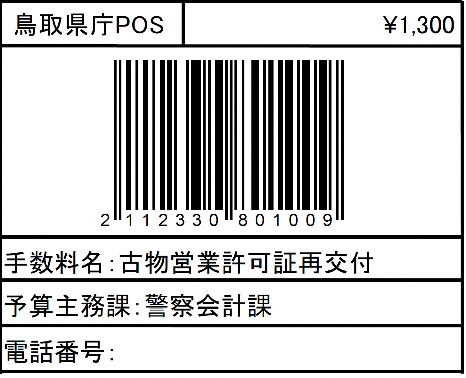 鳥取県庁POS ¥1,300
2 112330 801009
手数料名:古物営業許可証再交付
予算主務課:警察会計課
電話番号: